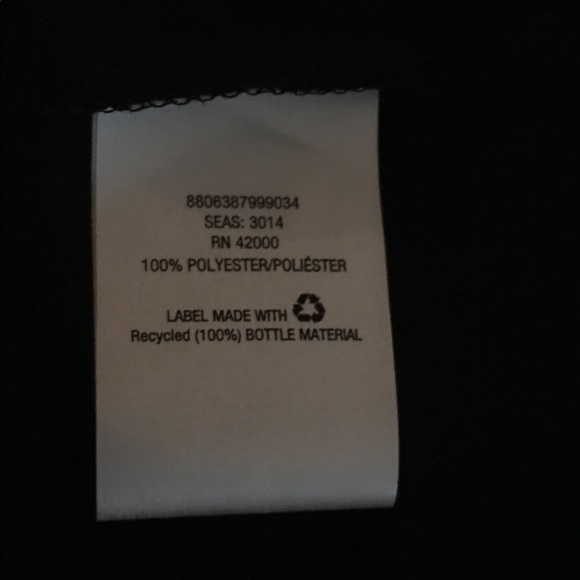 8806387999034
SEAS: 3014
RN 42000
100% POLYESTER/POLIÉSTER
LABEL MADE WITH
Recycled (100%) BOTTLE MATERIAL